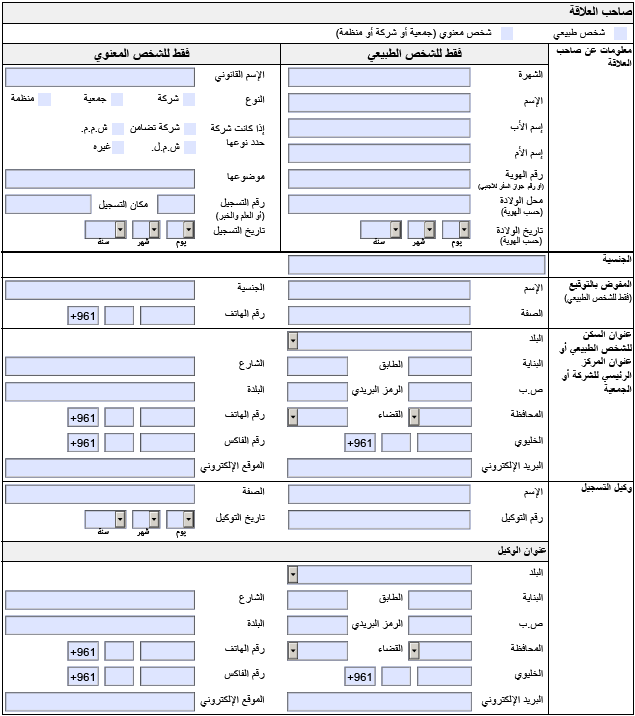 صاحب العلاقة
شخص طبيعي
شخص معنوي (جمعية أو شركة أو منظمة)
معلومات عن صاحب العلاقة
فقط للشخص الطبيعي
فقط للشخص المعنوي
الشهرة
الإسم القانوني
الإسم
النوع
شركة
جمعية
منظمة
إسم الأب
إذا كانت شركة حدد نوعها
شركة تضامن
ش.م.م.
إسم الأم
ش.م.ل.
غيره
رقم الهوية
(أو رقم جواز السفر للأجنبي)
موضوعها
محل الولادة
(حسب الهوية)
رقم التسجيل
(أو العلم والخبر)
مكان التسجيل
تاريخ الولادة
(حسب الهوية)
يوم
شهر
سنة
تاريخ التسجيل
يوم
شهر
سنة
الجنسية
المفوض بالتوقيع
(فقط للشخص الطبيعي)
الإسم
الجنسية
الصفة
رقم الهاتف
+961
عنوان السكن
للشخص الطبيعي أو
عنوان المركز
الرئيسي للشركة أو
الجمعية
البلد
البناية
الطابق
الشارع
ص.ب
الرمز البريدي
البلدة
المحافظة
القضاء
رقم الهاتف
+961
الخليوي
+961
رقم الفاكس
+961
البريد الإلكتروني
الموقع الإلكتروني
وكيل التسجيل
الإسم
الصفة
رقم التوكيل
تاريخ التوكيل
يوم
شهر
سنة
عنوان الوكيل
البلد
البناية
الطابق
الشارع
ص.ب
الرمز البريدي
البلدة
المحافظة
القضاء
رقم الهاتف
+961
الخليوي
+961
رقم الفاكس
+961
البريد الإلكتروني
الموقع الإلكتروني